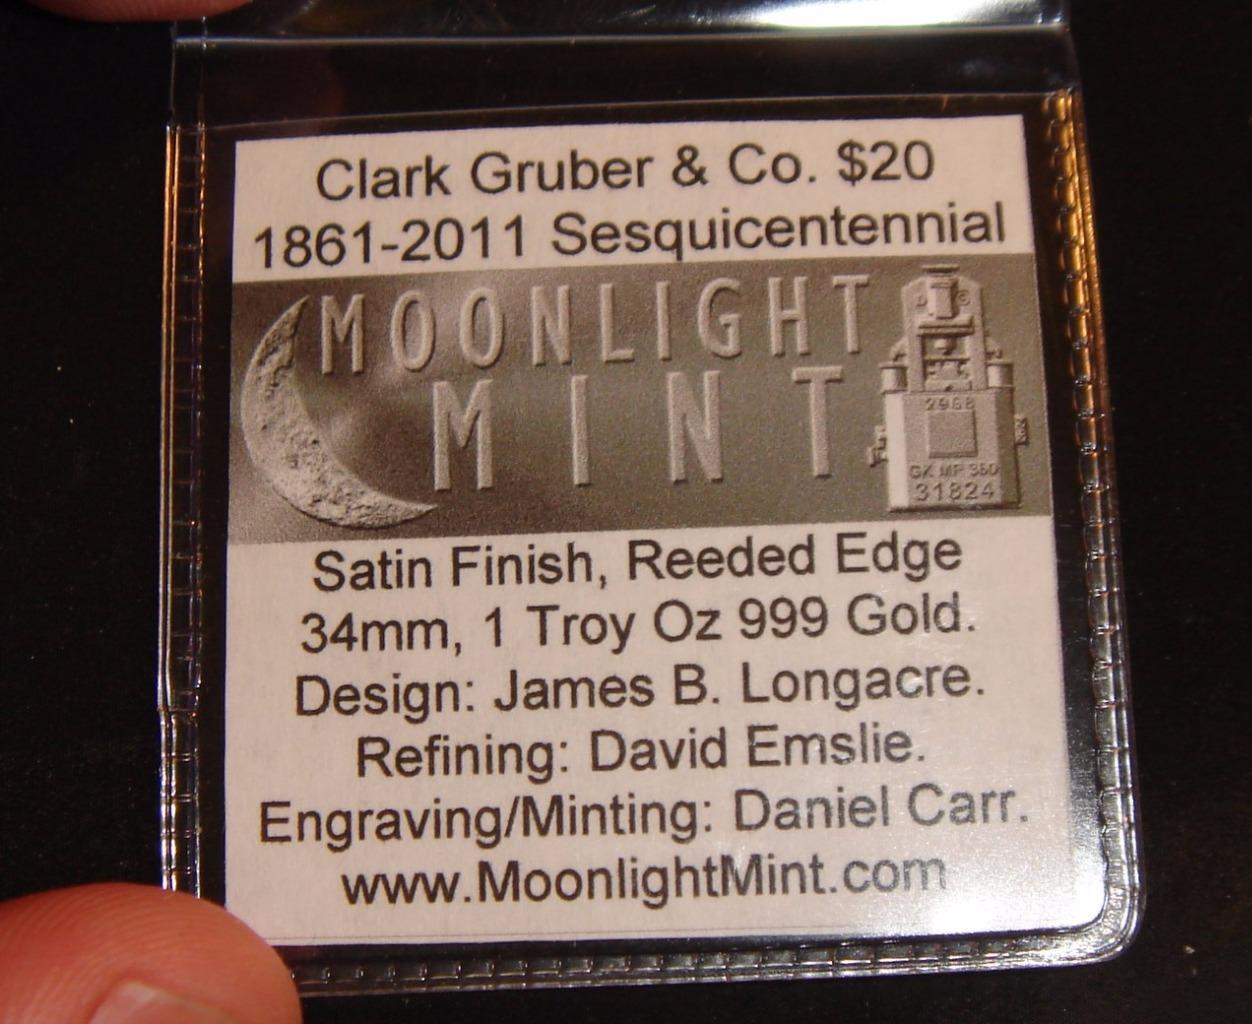 Clark Gruber & Co. $20
1861-2011 Sesquicentennial
MOONLIGHT
MINT
2968
GK MP 360
31824
Satin Finish, Reeded Edge
34mm, 1 Troy Oz 999 Gold.
Design: James B. Longacre.
Refining: David Emslie.
Engraving/Minting: Daniel Carr.
www.MoonlightMint.com